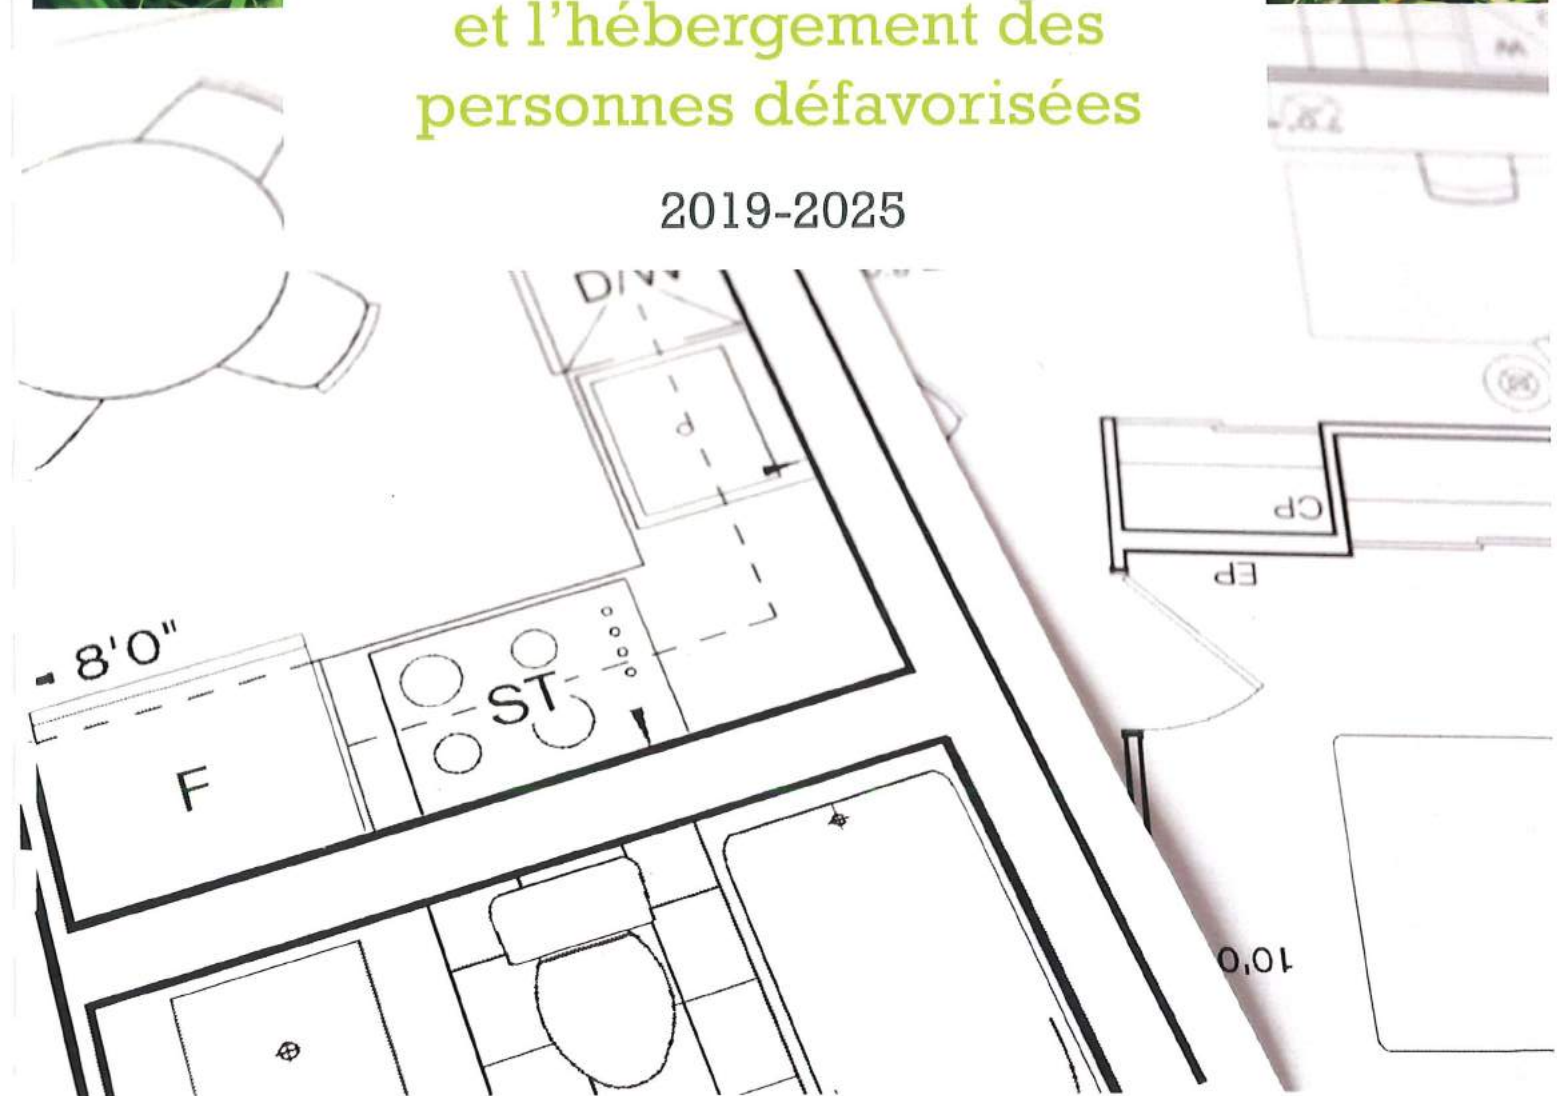 et l'hébergement des
personnes défavorisées
2019-2025
D/W
8'0"
ST
F
CP
EP
10'0